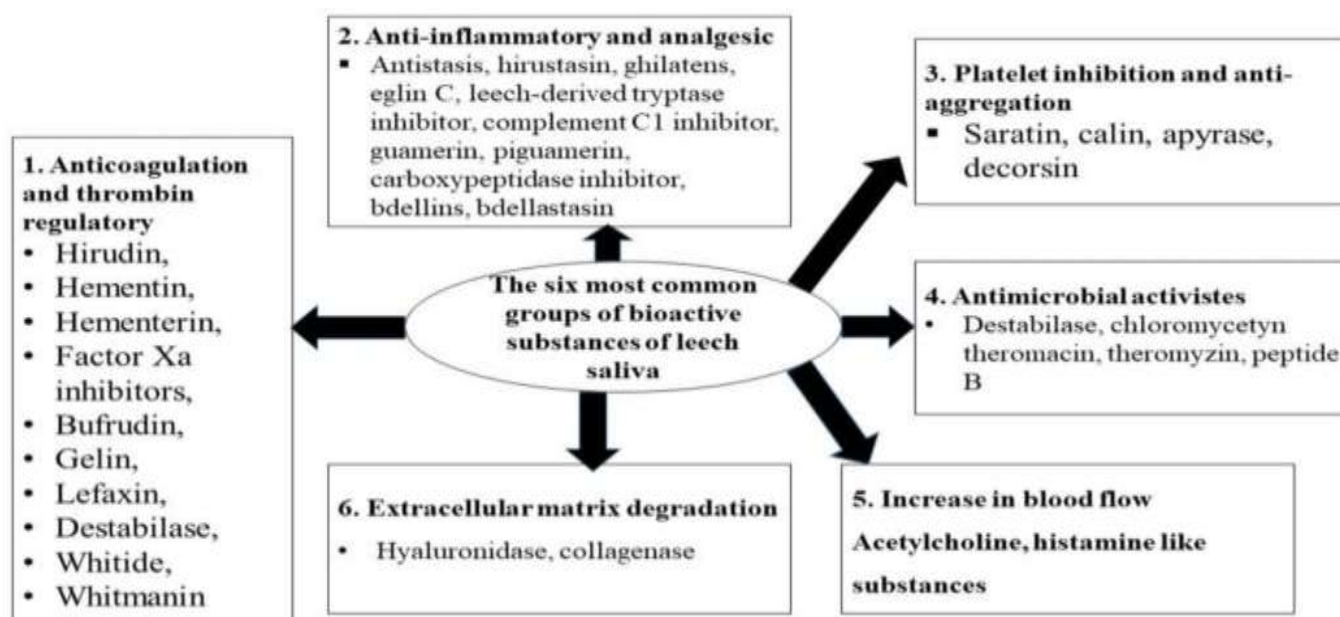 2. Anti-inflammatory and analgesic
▪ Antistasis, hirustasin, ghilatens,
eglin C, leech-derived tryptase
inhibitor, complement C1 inhibitor,
guamerin, piguamerin,
carboxypeptidase inhibitor,
bdellins, bdellastasin
3. Platelet inhibition and anti-
aggregation
▪ Saratin, calin, apyrase,
decorsin
1. Anticoagulation
and thrombin
regulatory
• Hirudin,
• Hementin,
• Hementerin,
• Factor Xa
inhibitors,
• Bufrudin,
• Gelin,
• Lefaxin,
• Destabilase,
• Whitide,
• Whitmanin
The six most common
groups of bioactive
substances of leech
saliva
4. Antimicrobial activistes
• Destabilase, chloromycetyn
theromacin, theromyzin, peptide
B
6. Extracellular matrix degradation
• Hyaluronidase, collagenase
5. Increase in blood flow
Acetylcholine, histamine like
substances